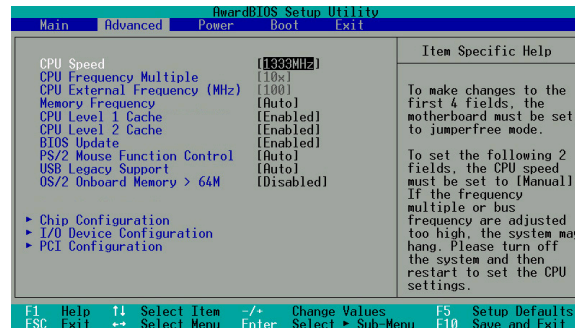 AwardBIOS Setup Utility
Main Advanced Power Boot Exit
Item Specific Help
CPU Speed [1333MHz]
CPU Frequency Multiple [10x]
CPU External Frequency (MHz) [100]
Memory Frequency [Auto]
CPU Level 1 Cache [Enabled]
CPU Level 2 Cache [Enabled]
BIOS Update [Enabled]
PS/2 Mouse Function Control [Auto]
USB Legacy Support [Auto]
OS/2 Onboard Memory > 64M [Disabled]
▸ Chip Configuration
▸ I/O Device Configuration
▸ PCI Configuration
To make changes to the
first 4 fields, the
motherboard must be set
to jumperfree mode.
To set the following 2
fields, the CPU speed
must be set to [Manual]
If the frequency
multiple or bus
frequency are adjusted
too high, the system may
hang. Please turn off
the system and then
restart to set the CPU
settings.
F1 Help ↑↓ Select Item -/+ Change Values F5 Setup Defaults
ESC Exit ↔ Select Menu Enter Select ▸ Sub-Menu F10 Save and Exit